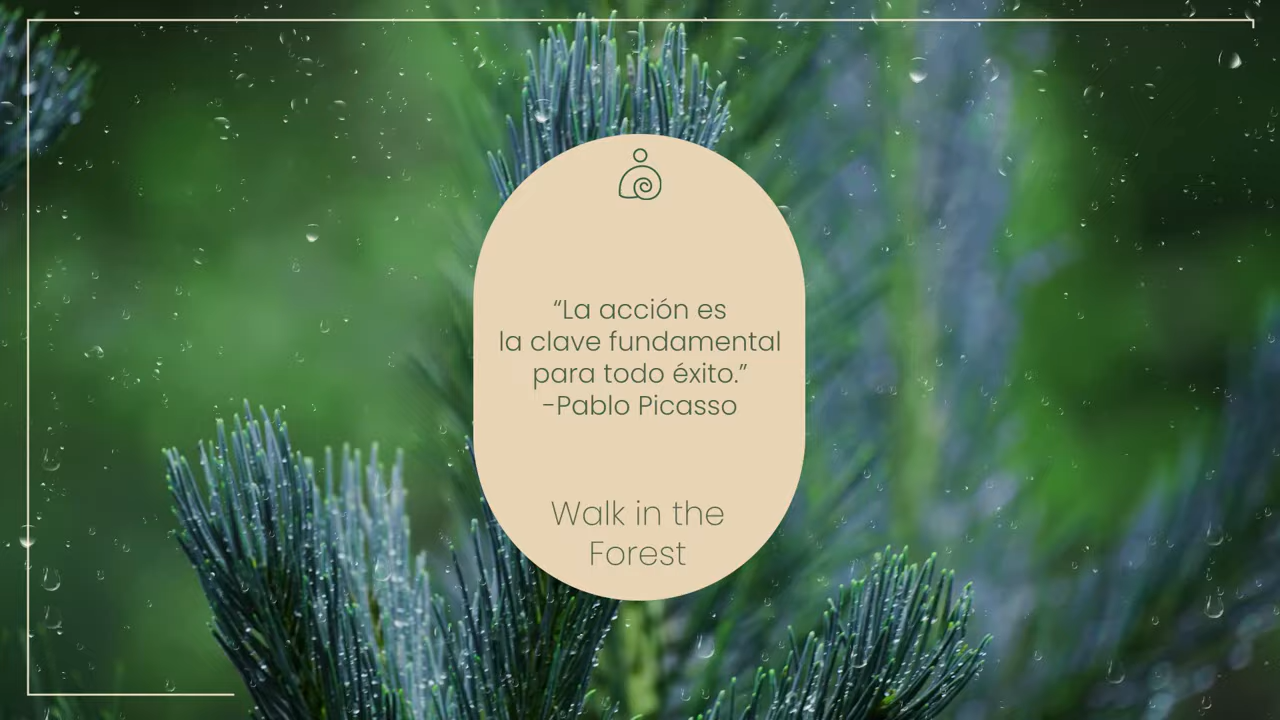 “La acción es
la clave fundamental
para todo éxito.”
-Pablo Picasso
Walk in the
Forest